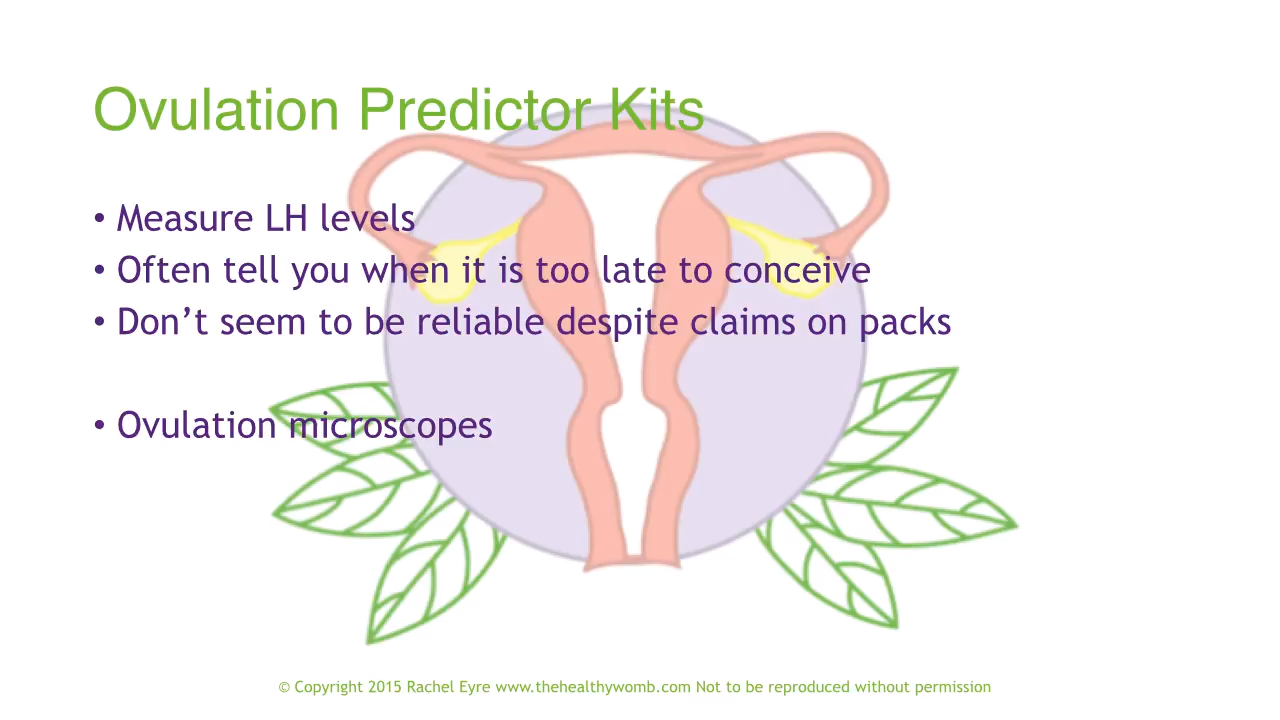 Ovulation Predictor Kits
• Measure LH levels
• Often tell you when it is too late to conceive
• Don’t seem to be reliable despite claims on packs
• Ovulation microscopes
© Copyright 2015 Rachel Eyre www.thehealthywomb.com Not to be reproduced without permission